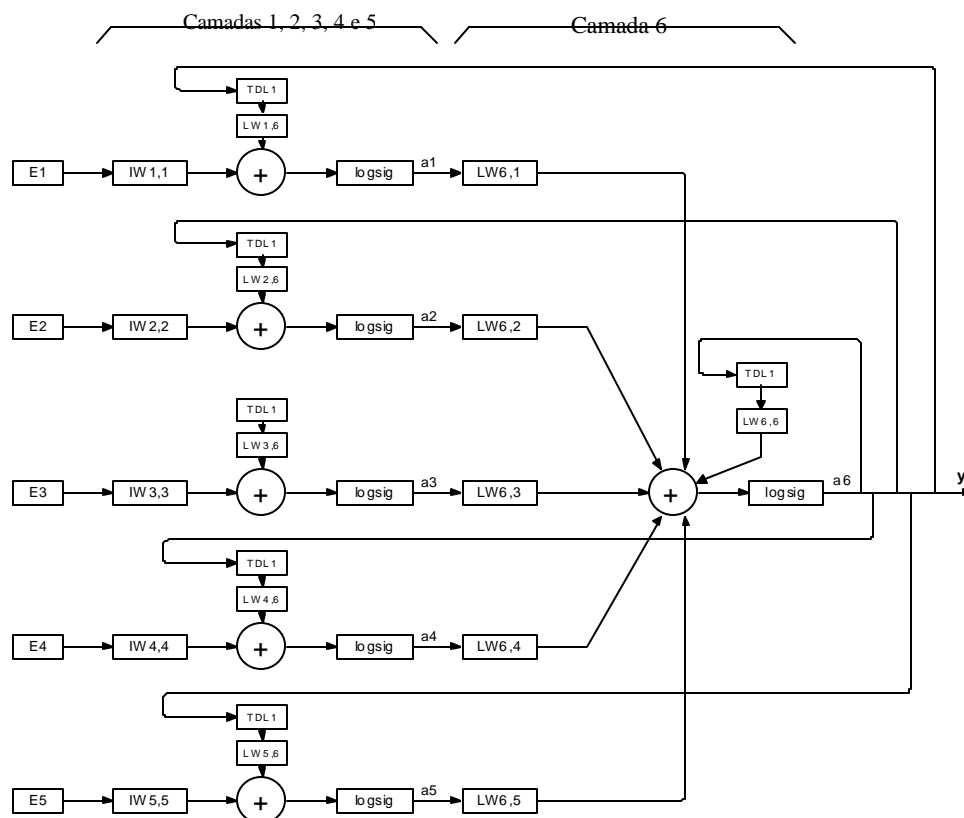 Camadas 1, 2, 3, 4 e 5
Camada 6
TDL1
LW1,6
E1
IW1,1
+
logsig
a1
LW6,1
TDL1
LW2,6
E2
IW2,2
+
logsig
a2
LW6,2
TDL1
LW6,6
TDL1
LW3,6
E3
IW3,3
+
logsig
a3
LW6,3
+
logsig
a6
y
TDL1
LW4,6
E4
IW4,4
+
logsig
a4
LW6,4
TDL1
LW5,6
E5
IW5,5
+
logsig
a5
LW6,5